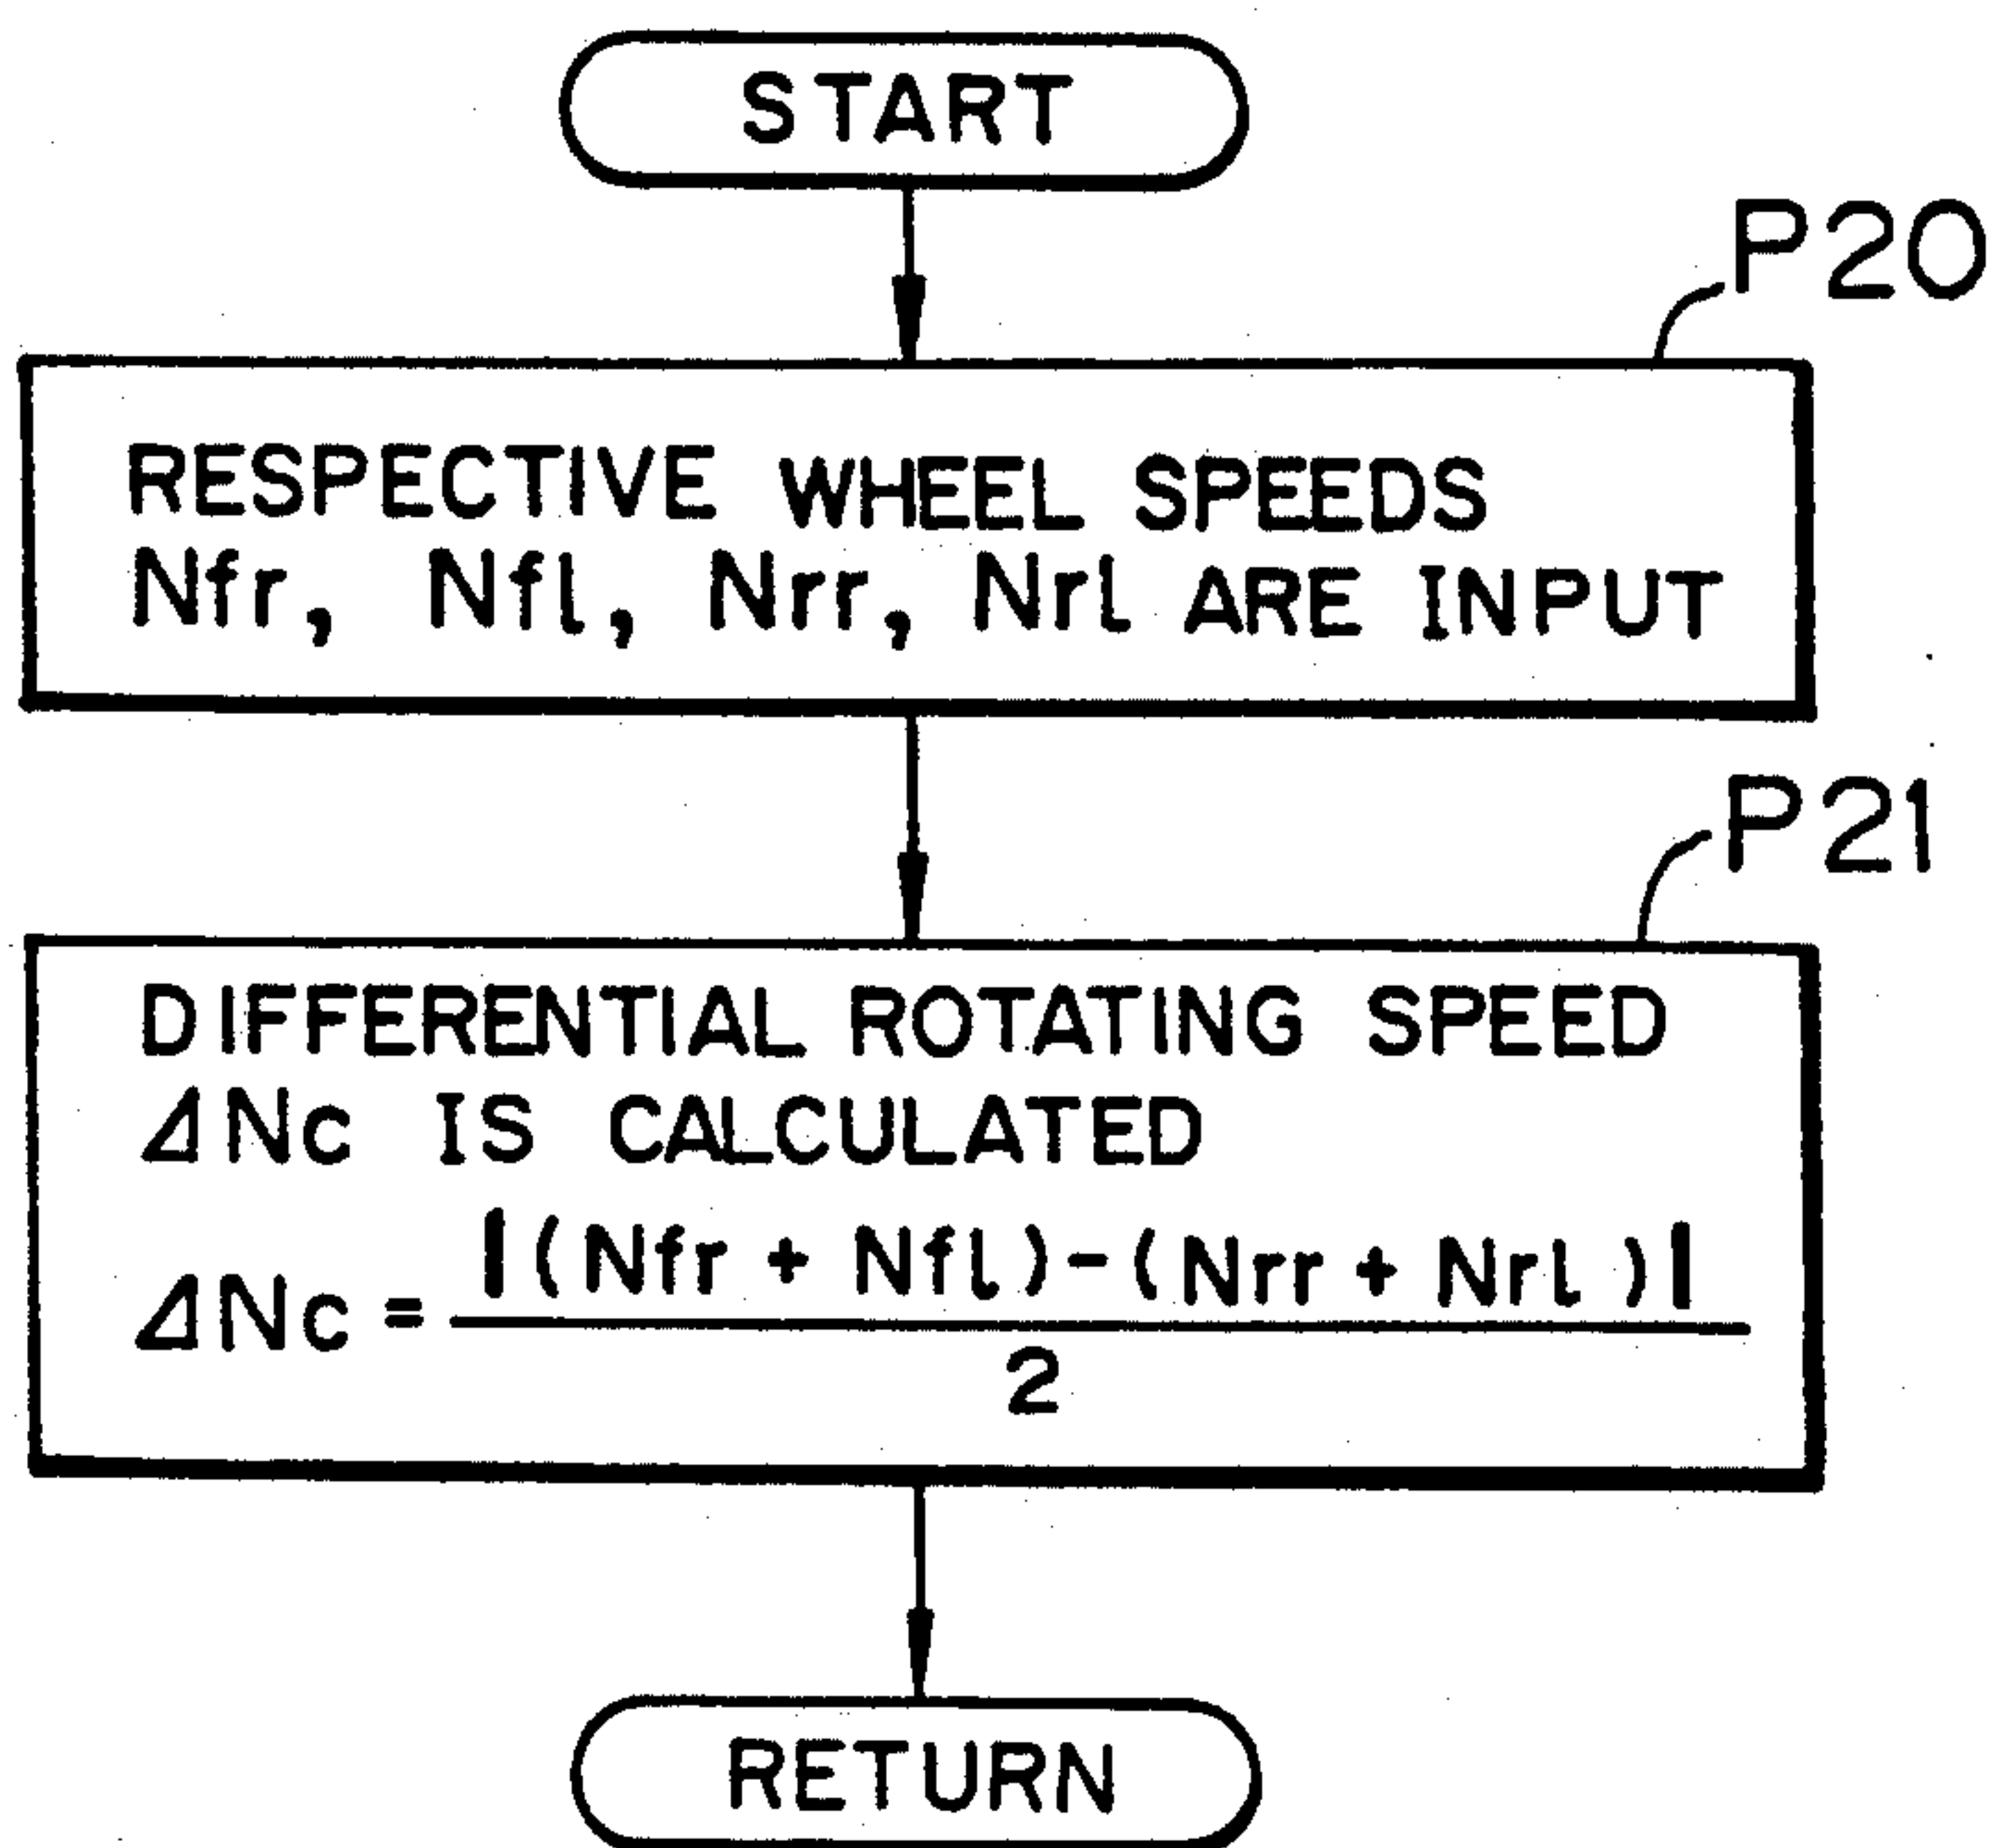 START
P20
RESPECTIVE WHEEL SPEEDS
Nfr, Nfl, Nrr, Nrl ARE INPUT
P21
DIFFERENTIAL ROTATING SPEED
ΔNc IS CALCULATED
ΔNc = |(Nfr + Nfl) - (Nrr + Nrl)|
2
RETURN